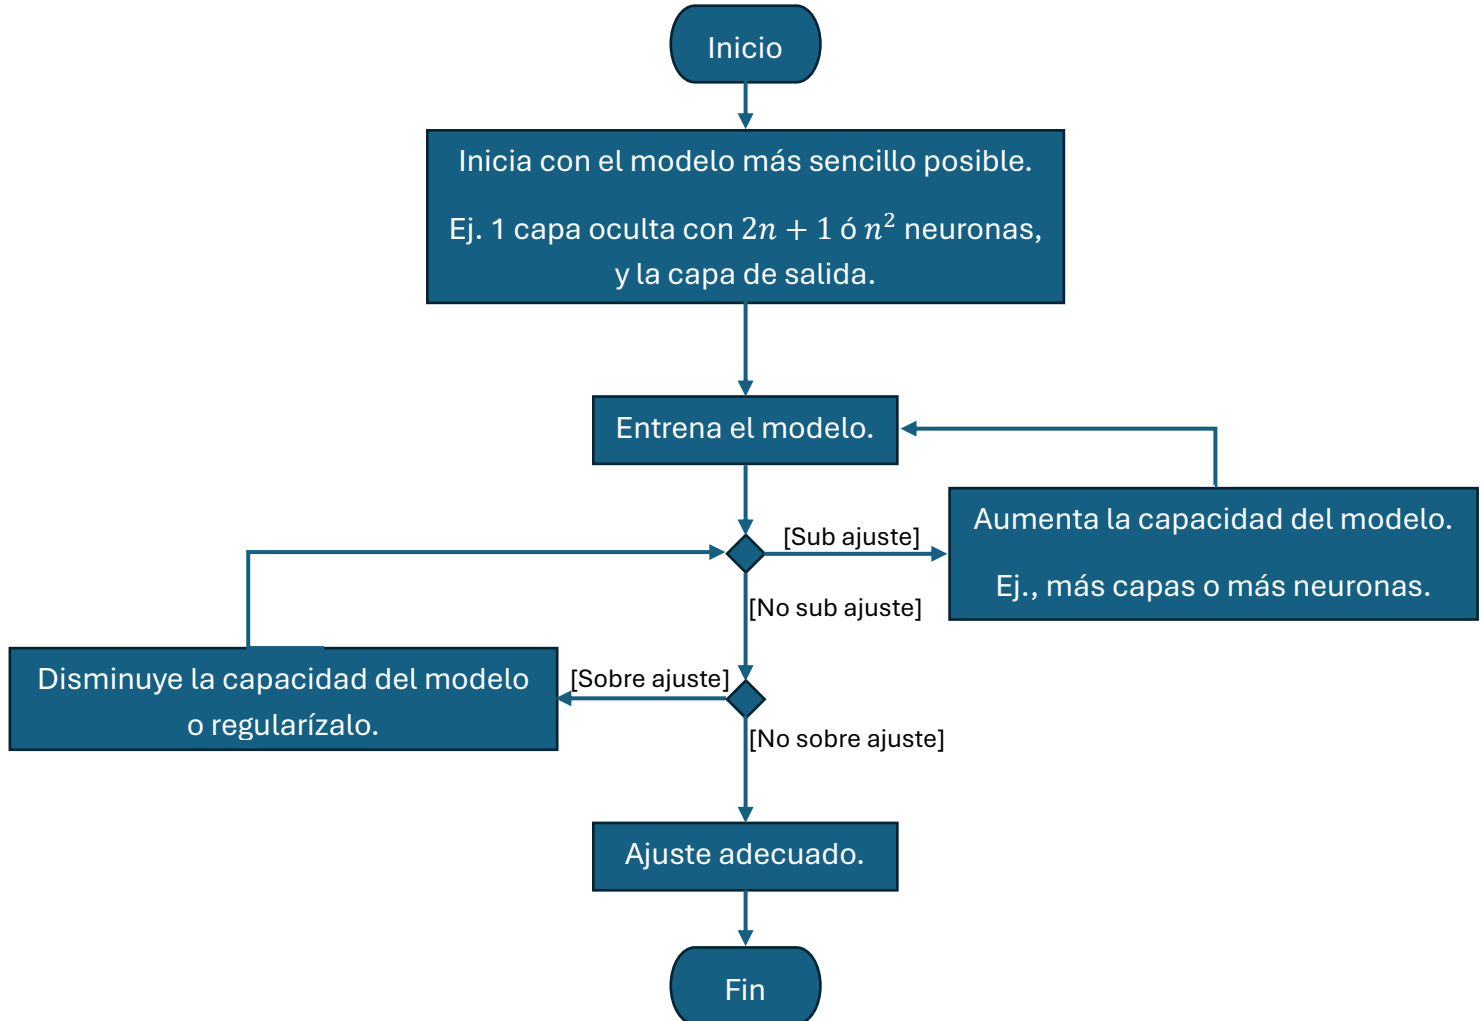 Inicio
Inicia con el modelo más sencillo posible.
Ej. 1 capa oculta con 2n + 1 ó n² neuronas,
y la capa de salida.
Entrena el modelo.
[Sub ajuste]
Aumenta la capacidad del modelo.
Ej., más capas o más neuronas.
[No sub ajuste]
[Sobre ajuste]
Disminuye la capacidad del modelo
o regularízalo.
[No sobre ajuste]
Ajuste adecuado.
Fin